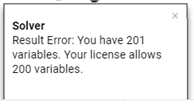 Solver
Result Error: You have 201
variables. Your license allows
200 variables.